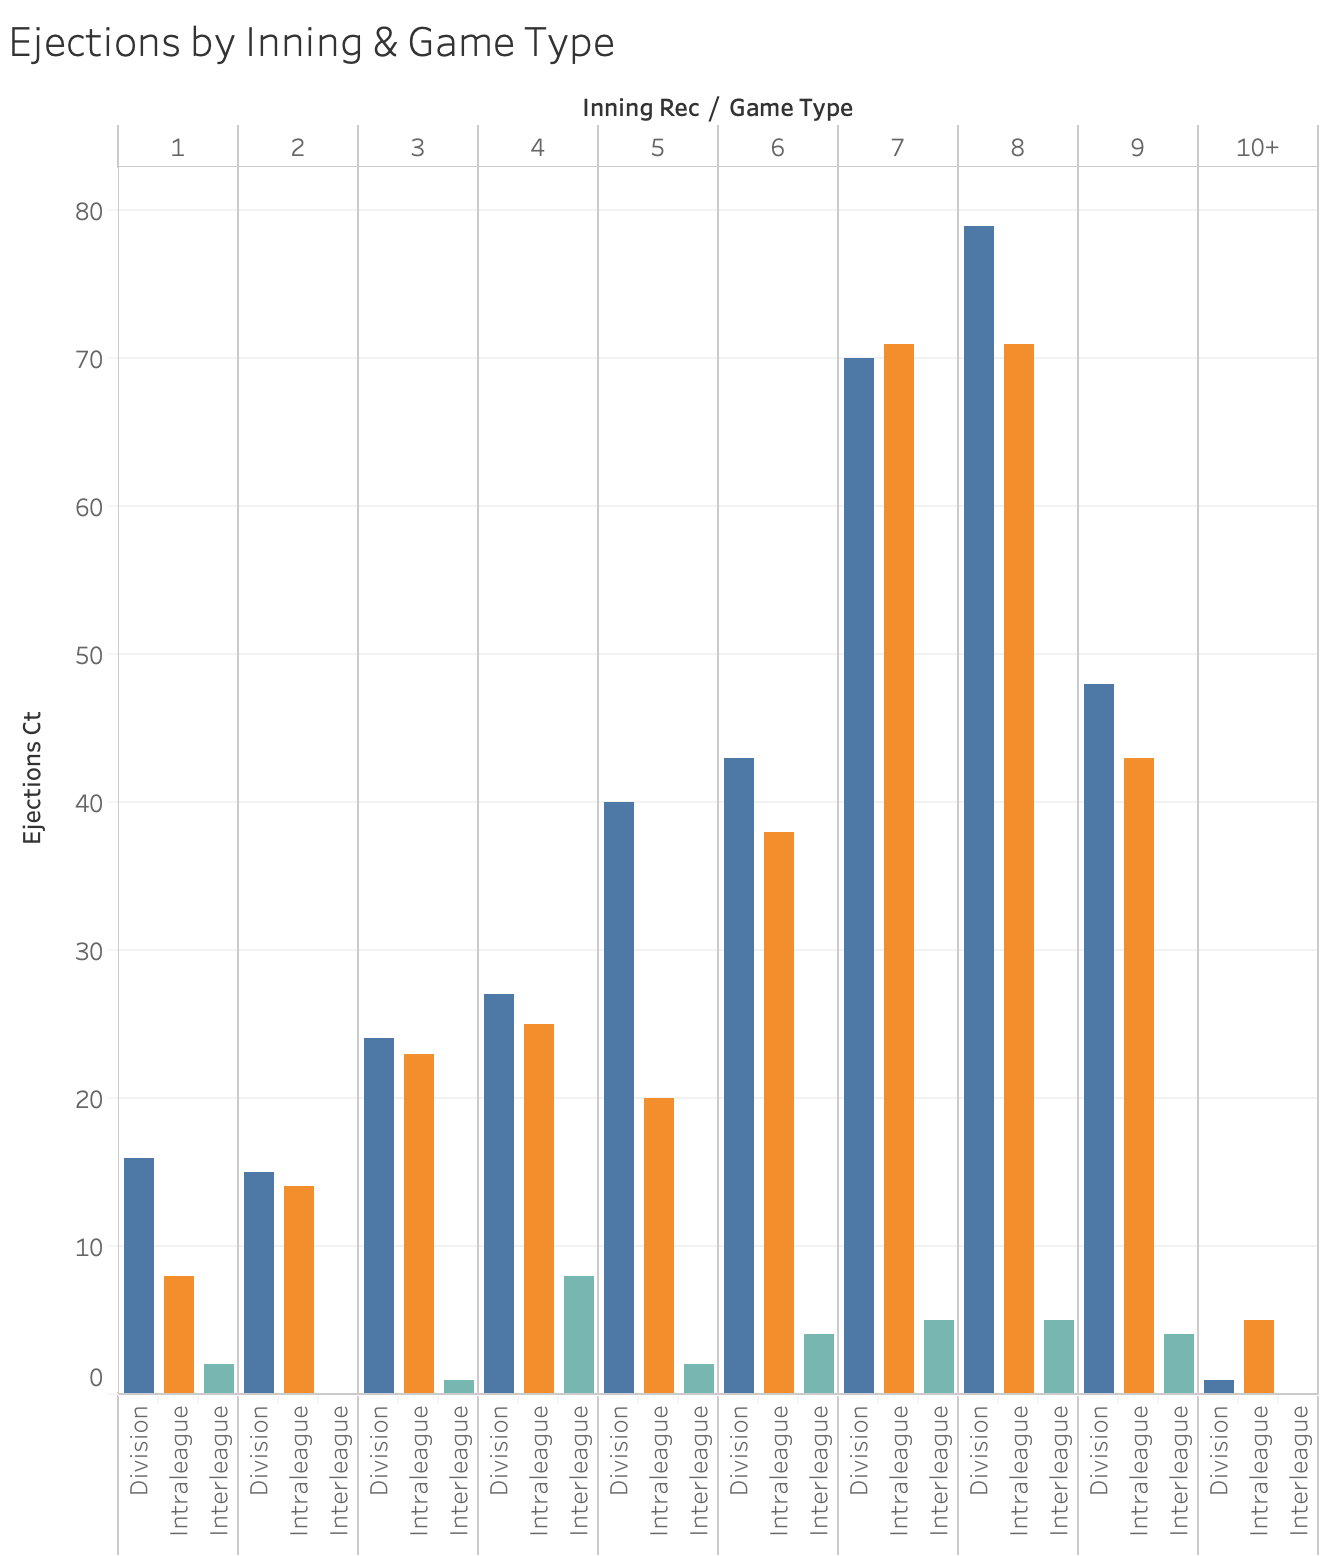 Ejections by Inning & Game Type
Inning Rec / Game Type
1 2 3 4 5 6 7 8 9 10+
80
70
60
50
40
30
20
10
0
Ejections Ct
Division Intraleague Interleague Division Intraleague Interleague Division Intraleague Interleague Division Intraleague Interleague Division Intraleague Interleague Division Intraleague Interleague Division Intraleague Interleague Division Intraleague Interleague Division Intraleague Interleague Division Intraleague Interleague